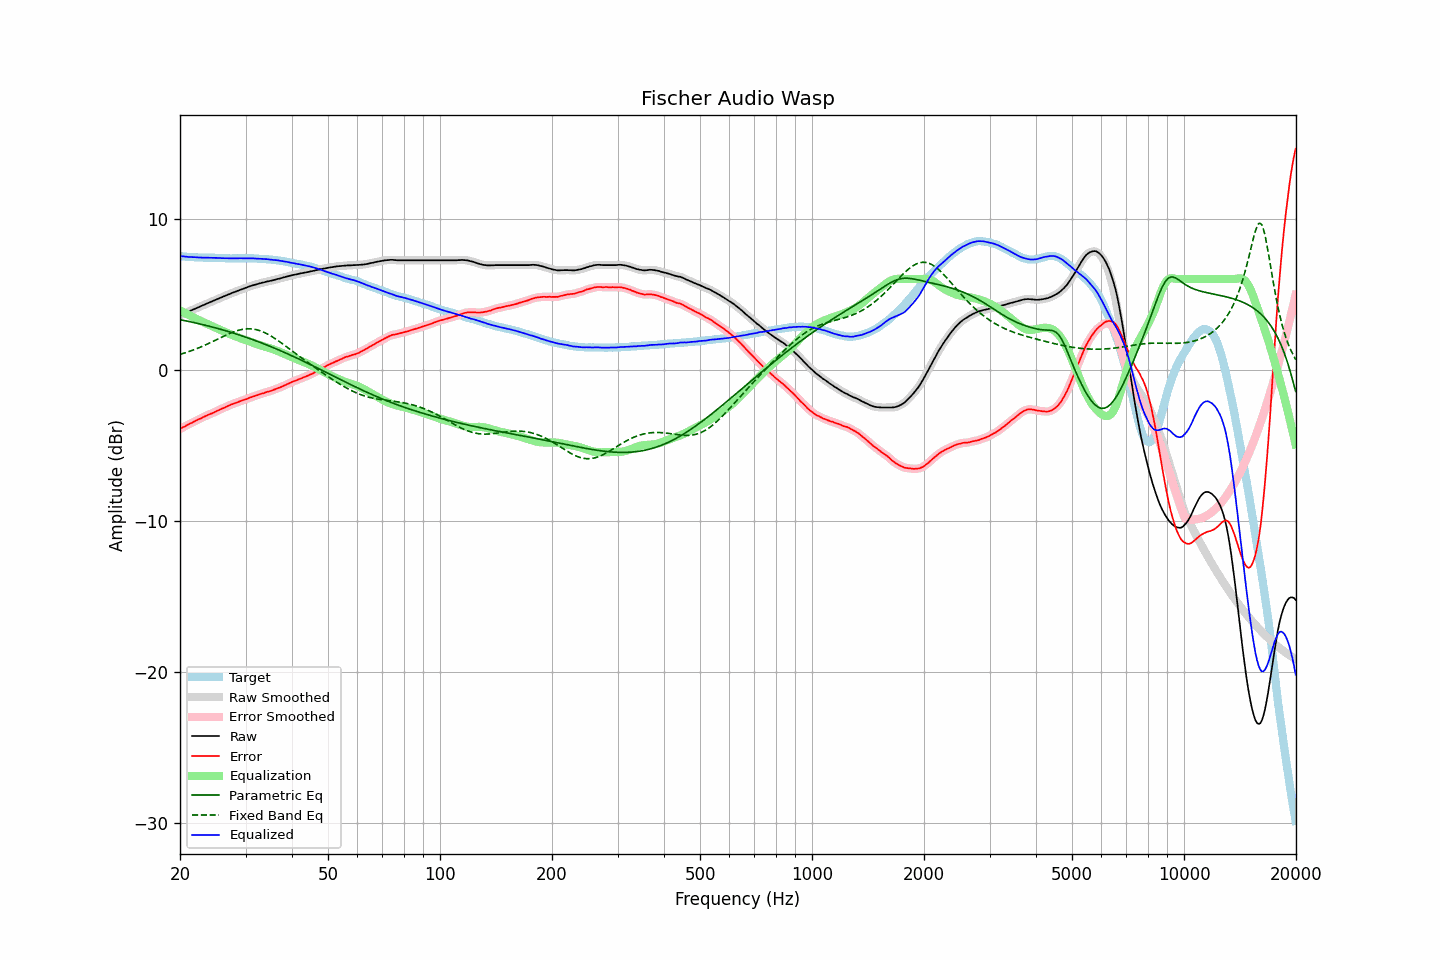 Fischer Audio Wasp
Amplitude (dBr)
10
0
−10
−20
−30
Target
Raw Smoothed
Error Smoothed
Raw
Error
Equalization
Parametric Eq
Fixed Band Eq
Equalized
20 50 100 200 500 1000 2000 5000 10000 20000
Frequency (Hz)